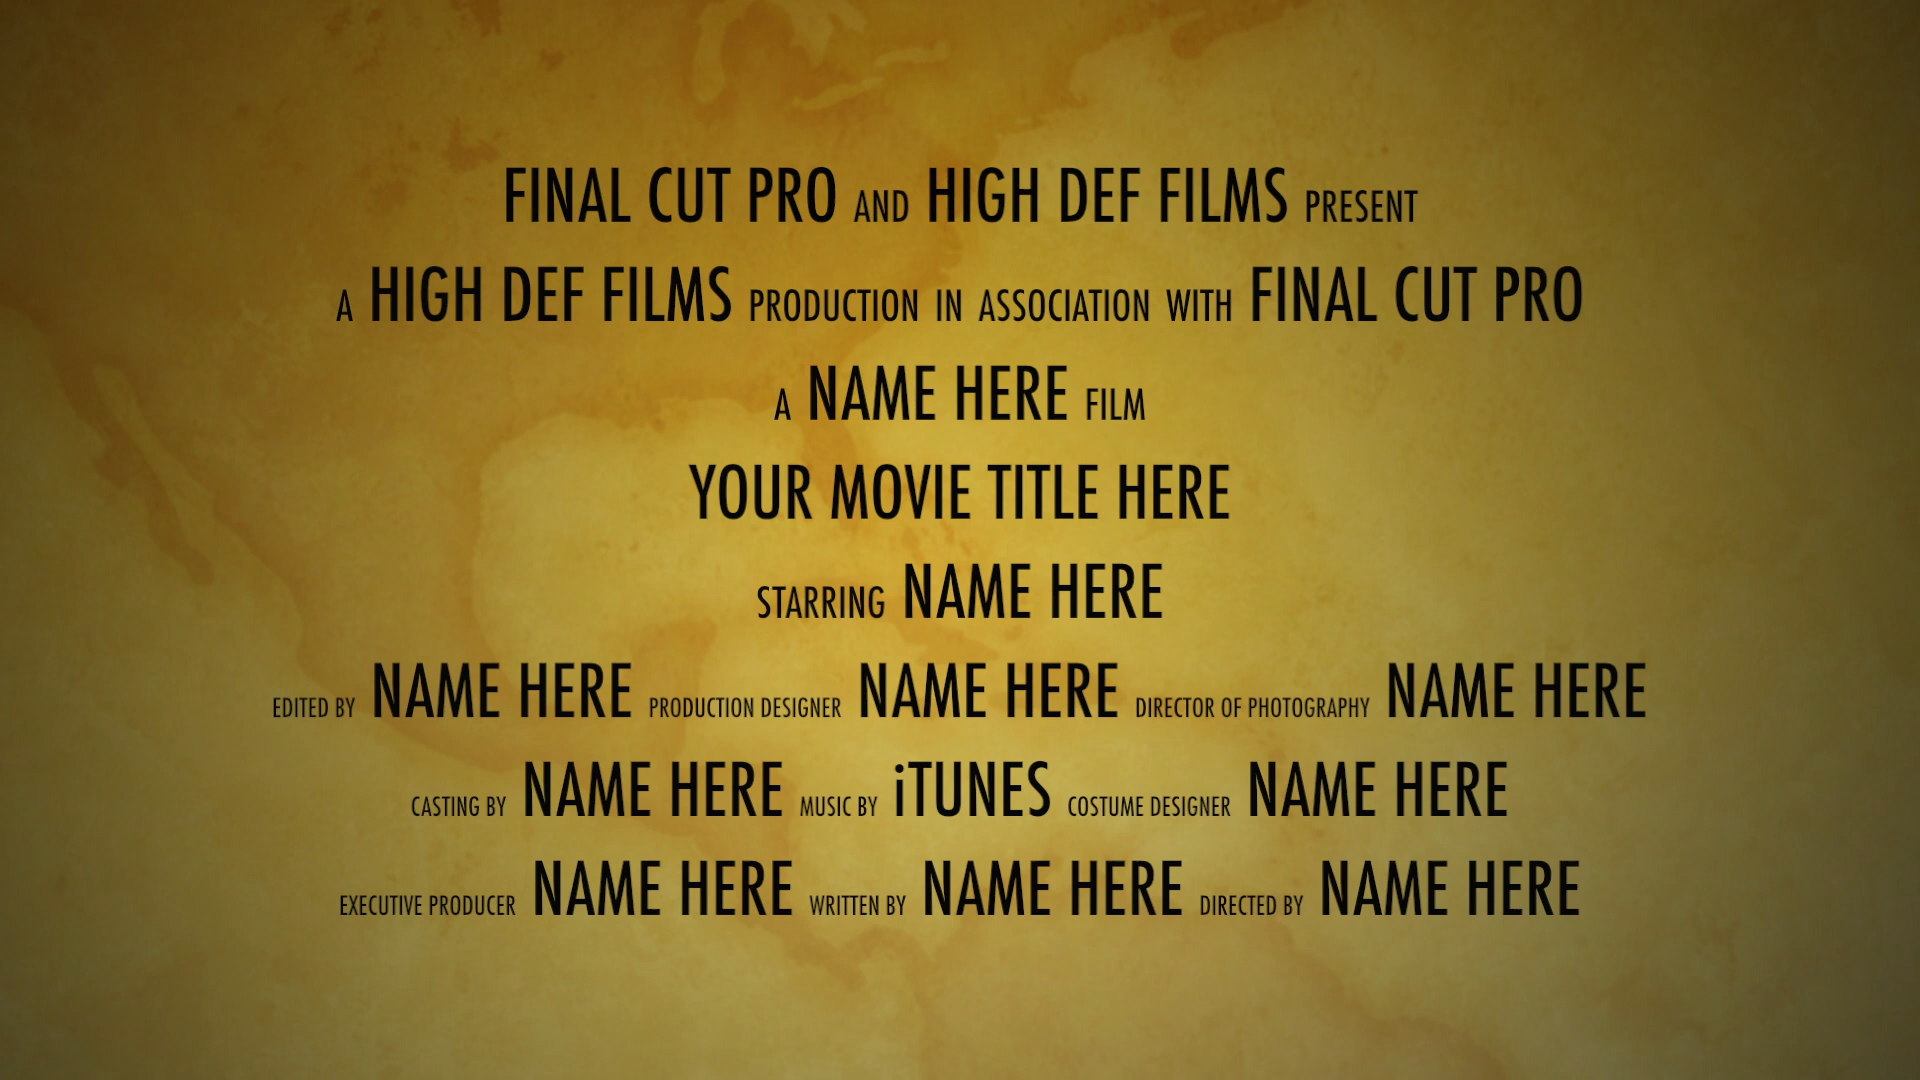 FINAL CUT PRO AND HIGH DEF FILMS PRESENT
A HIGH DEF FILMS PRODUCTION IN ASSOCIATION WITH FINAL CUT PRO
A NAME HERE FILM
YOUR MOVIE TITLE HERE
STARRING NAME HERE
EDITED BY NAME HERE PRODUCTION DESIGNER NAME HERE DIRECTOR OF PHOTOGRAPHY NAME HERE
CASTING BY NAME HERE MUSIC BY iTUNES COSTUME DESIGNER NAME HERE
EXECUTIVE PRODUCER NAME HERE WRITTEN BY NAME HERE DIRECTED BY NAME HERE